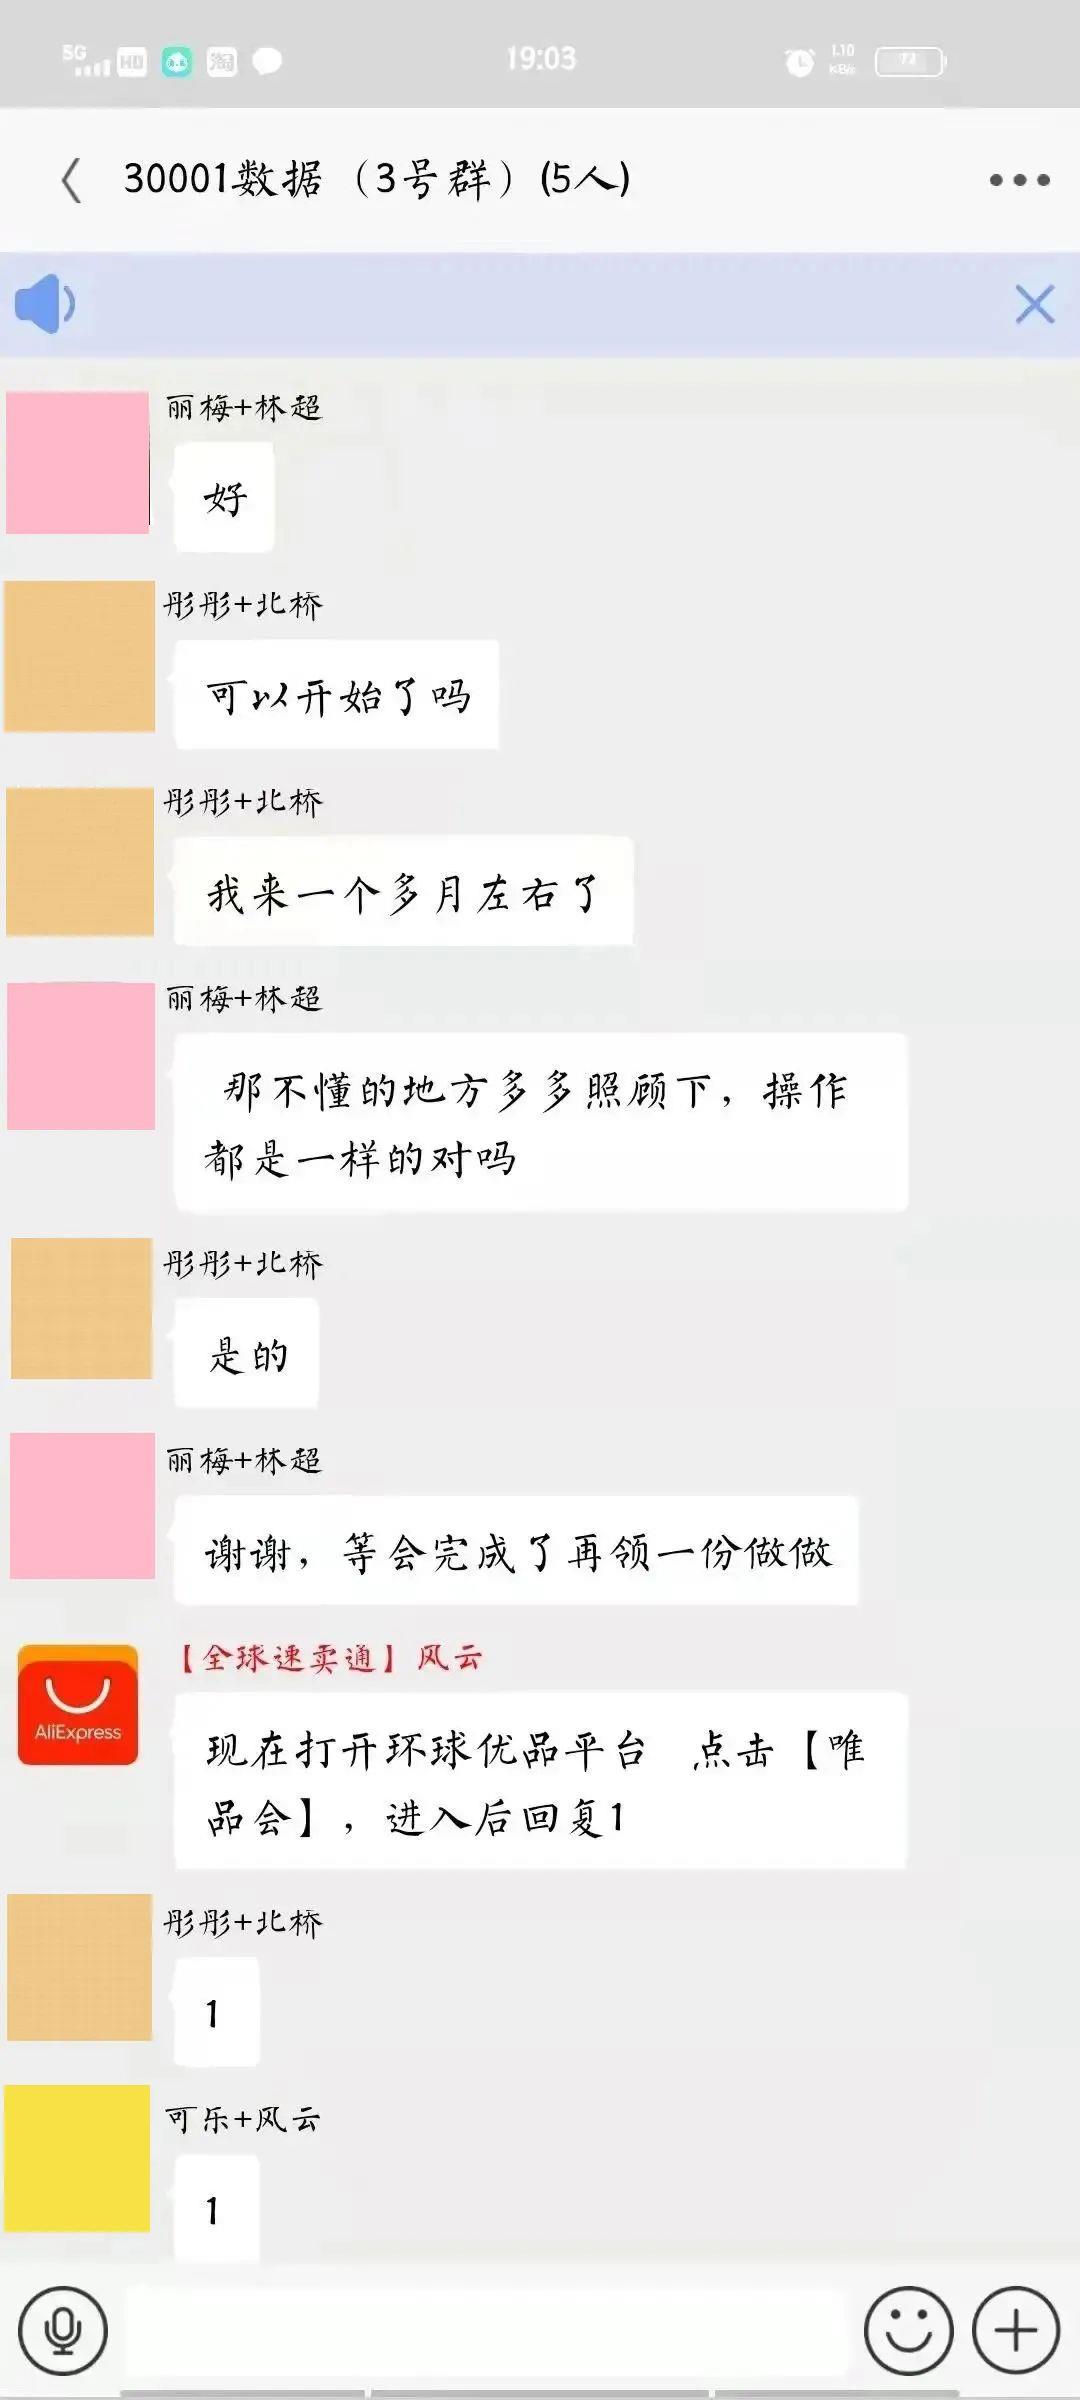 5G HD 淘 19:03 1.10 KB/s
30001数据（3号群）(5人)
丽梅+林超
好
彤彤+北桥
可以开始了吗
彤彤+北桥
我来一个多月左右了
丽梅+林超
那不懂的地方多多照顾下，操作
都是一样的对吗
彤彤+北桥
是的
丽梅+林超
谢谢，等会完成了再领一份做做
【全球速卖通】风云
AliExpress
现在打开环球优品平台 点击【唯
品会】，进入后回复1
彤彤+北桥
1
可乐+风云
1